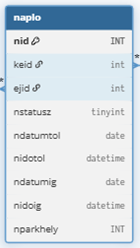 naplo
nid INT
keid int
ejid int
nstatusz tinyint
ndatumtol date
nidotol datetime
ndatumig date
nidoig datetime
nparkhely INT